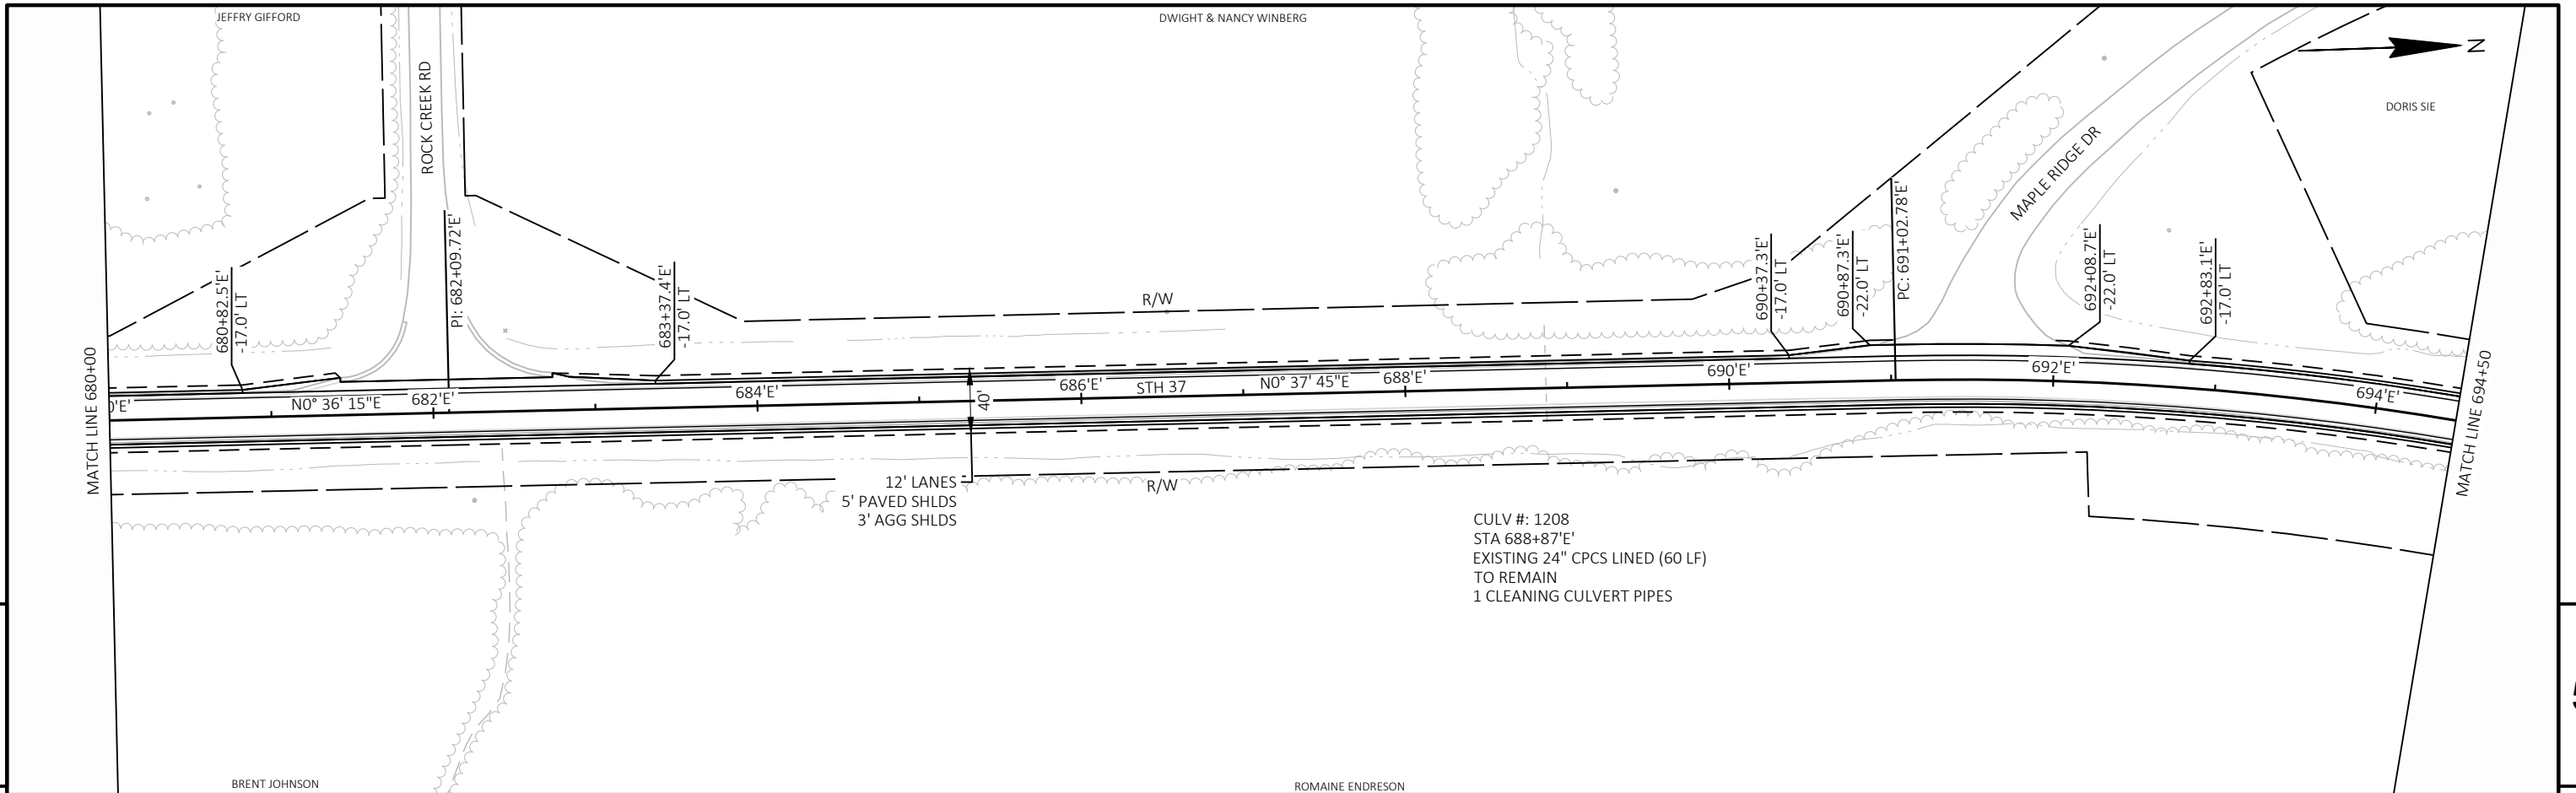 JEFFRY GIFFORD
DWIGHT & NANCY WINBERG
N
DORIS SIE
ROCK CREEK RD
MAPLE RIDGE DR
680+82.5'E'
-17.0' LT
PI: 682+09.72'E'
683+37.4'E'
-17.0' LT
R/W
690+37.3'E'
-17.0' LT
690+87.3'E'
-22.0' LT
PC: 691+02.78'E'
692+08.7'E'
-22.0' LT
692+83.1'E'
-17.0' LT
MATCH LINE 680+00
0'E'
N0° 36' 15"E
682'E'
684'E'
40'
686'E'
STH 37
N0° 37' 45"E
688'E'
690'E'
692'E'
694'E'
MATCH LINE 694+50
12' LANES
5' PAVED SHLDS
3' AGG SHLDS
R/W
CULV #: 1208
STA 688+87'E'
EXISTING 24" CPCS LINED (60 LF)
TO REMAIN
1 CLEANING CULVERT PIPES
BRENT JOHNSON
ROMAINE ENDRESON